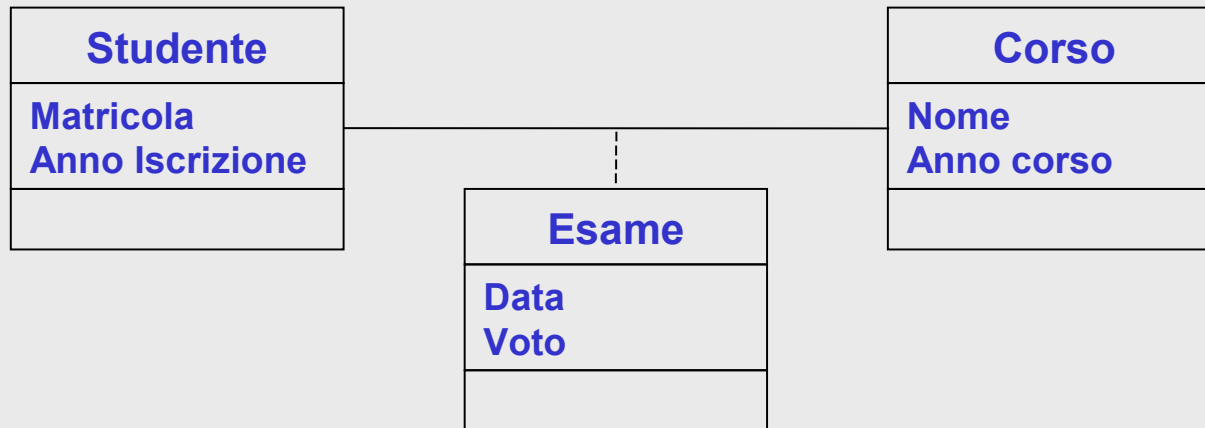 Studente
Matricola
Anno Iscrizione
Corso
Nome
Anno corso
Esame
Data
Voto